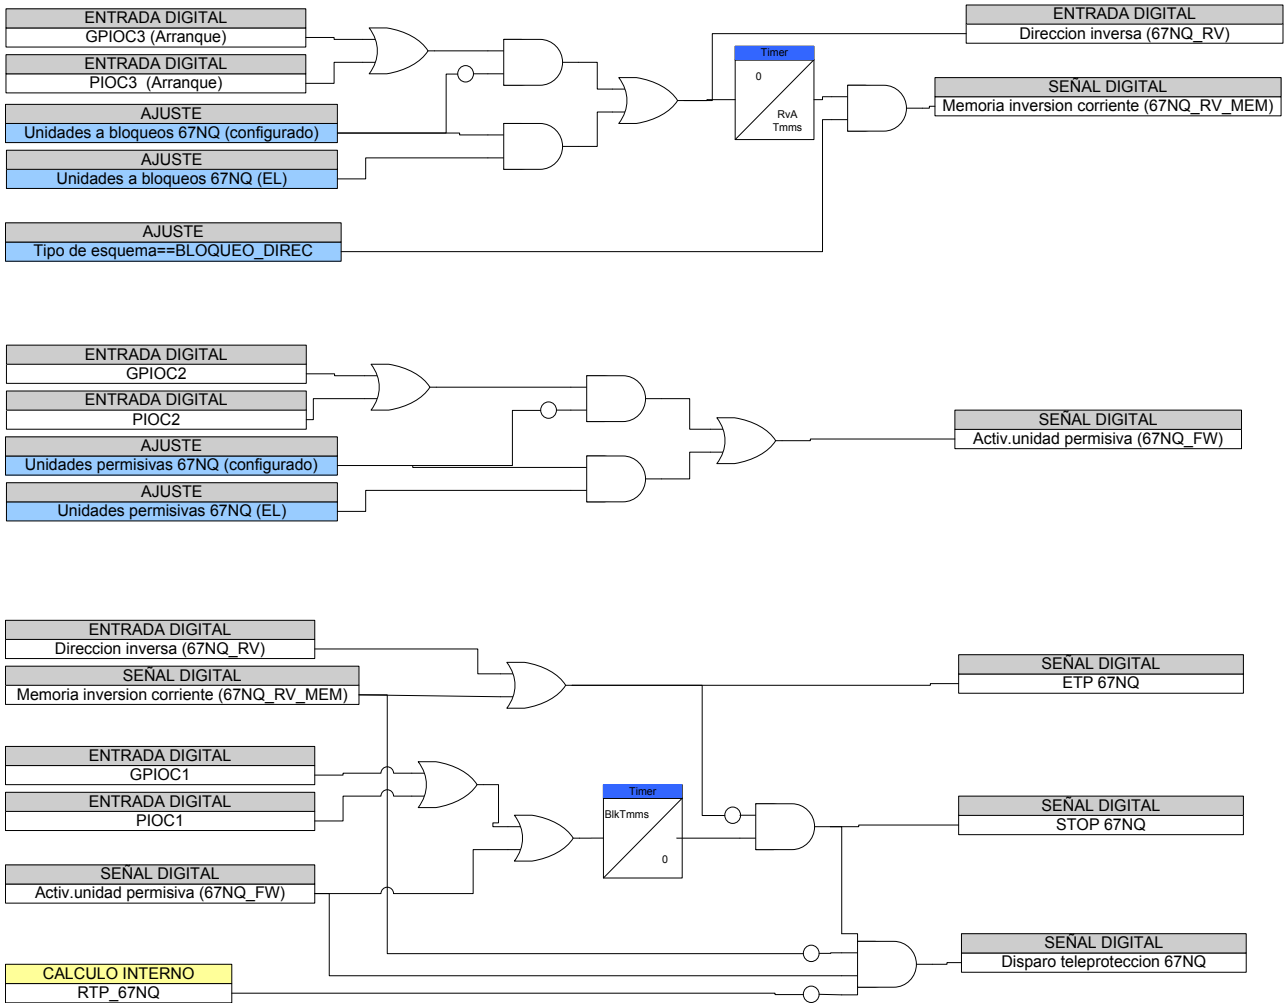 ENTRADA DIGITAL
GPIOC3 (Arranque)
ENTRADA DIGITAL
PIOC3 (Arranque)
AJUSTE
Unidades a bloqueos 67NQ (configurado)
AJUSTE
Unidades a bloqueos 67NQ (EL)
AJUSTE
Tipo de esquema==BLOQUEO_DIREC
Timer
0
RvA
Tmms
ENTRADA DIGITAL
Direccion inversa (67NQ_RV)
SEÑAL DIGITAL
Memoria inversion corriente (67NQ_RV_MEM)
ENTRADA DIGITAL
GPIOC2
ENTRADA DIGITAL
PIOC2
AJUSTE
Unidades permisivas 67NQ (configurado)
AJUSTE
Unidades permisivas 67NQ (EL)
SEÑAL DIGITAL
Activ.unidad permisiva (67NQ_FW)
ENTRADA DIGITAL
Direccion inversa (67NQ_RV)
SEÑAL DIGITAL
Memoria inversion corriente (67NQ_RV_MEM)
ENTRADA DIGITAL
GPIOC1
ENTRADA DIGITAL
PIOC1
SEÑAL DIGITAL
Activ.unidad permisiva (67NQ_FW)
CALCULO INTERNO
RTP_67NQ
Timer
BlkTmms
0
SEÑAL DIGITAL
ETP 67NQ
SEÑAL DIGITAL
STOP 67NQ
SEÑAL DIGITAL
Disparo teleproteccion 67NQ